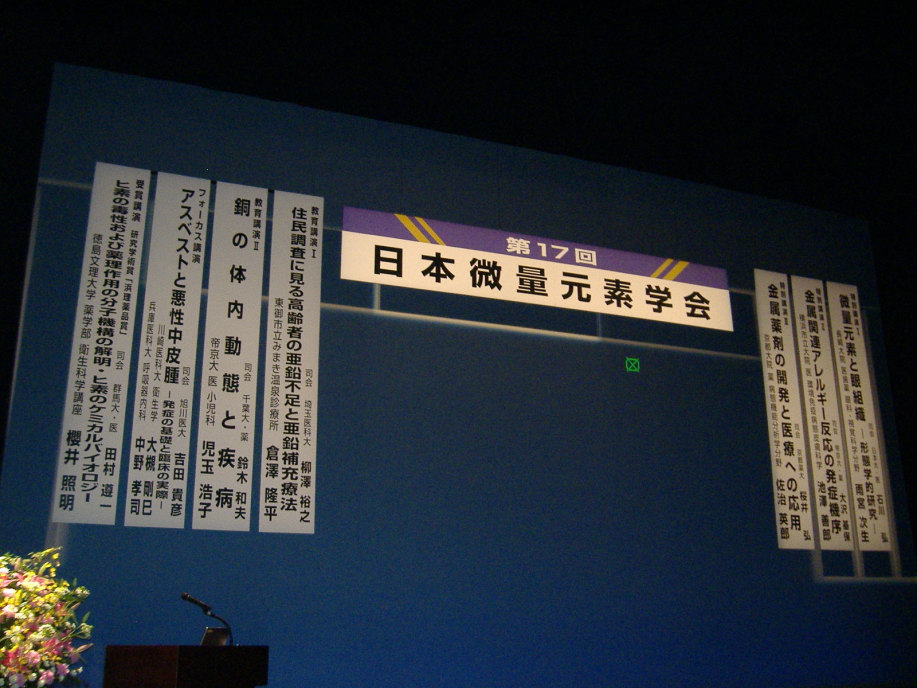 第17回
日本微量元素学会
微量元素と眼組織 ―形態学的研究―
雨宮 次生
金属関連アレルギー反応の発症機序
池澤 善郎
金属薬剤の開発と医療への応用
佐治 英郎
教育講演Ⅰ
司会 埼玉医科大 柳澤 裕之
住民調査に見る高齢者の亜鉛不足と亜鉛補充療法
東御市立みまき温泉診療所 倉澤 隆平
教育講演Ⅱ
司会 千葉大・薬 鈴木 和夫
銅の体内動態と疾病
帝京大 医 小児科 児玉 浩子
フォーカス講演
司会 旭川医大 吉田 貴彦
アスベストと悪性中皮腫 ―発症の基礎と臨床の実際―
川崎医科大 衛生学 大槻 剛巳
兵庫医科大 呼吸器内科 中野 孝司
受賞講演 研究学術賞「浜理薬品賞」
司会 群馬大・医 田村 遵一
ヒ素の毒性および薬理作用の分子機構の解明・ヒ素のケミカルバイオロジー
徳島文理大学 薬学部 衛生科学講座 櫻井 照明